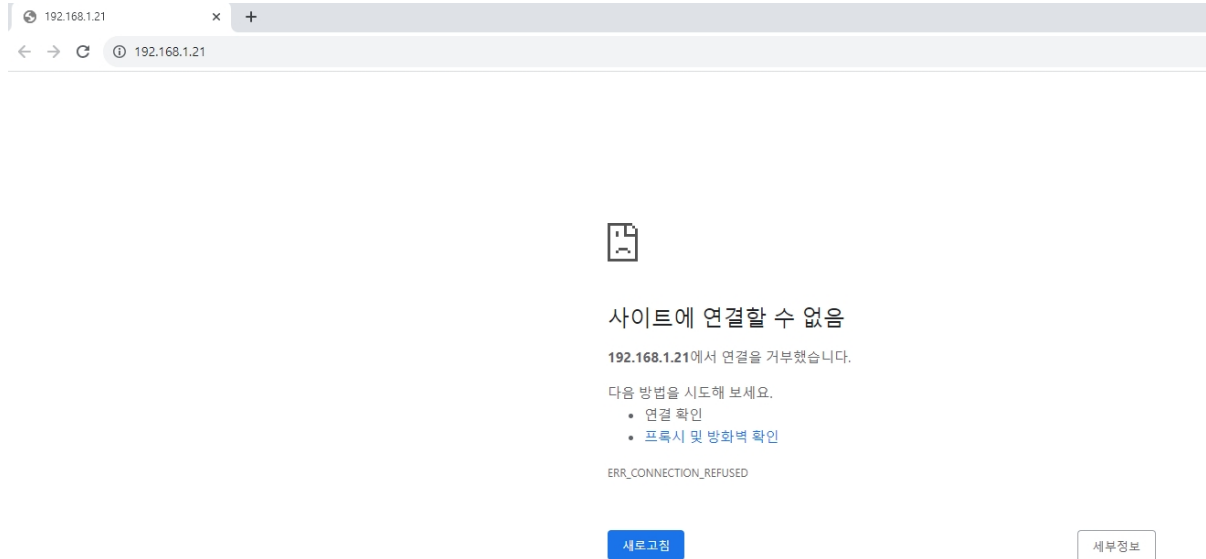 192.168.1.21
192.168.1.21
사이트에 연결할 수 없음
192.168.1.21에서 연결을 거부했습니다.
다음 방법을 시도해 보세요.
• 연결 확인
• 프록시 및 방화벽 확인
ERR_CONNECTION_REFUSED
새로고침 세부정보